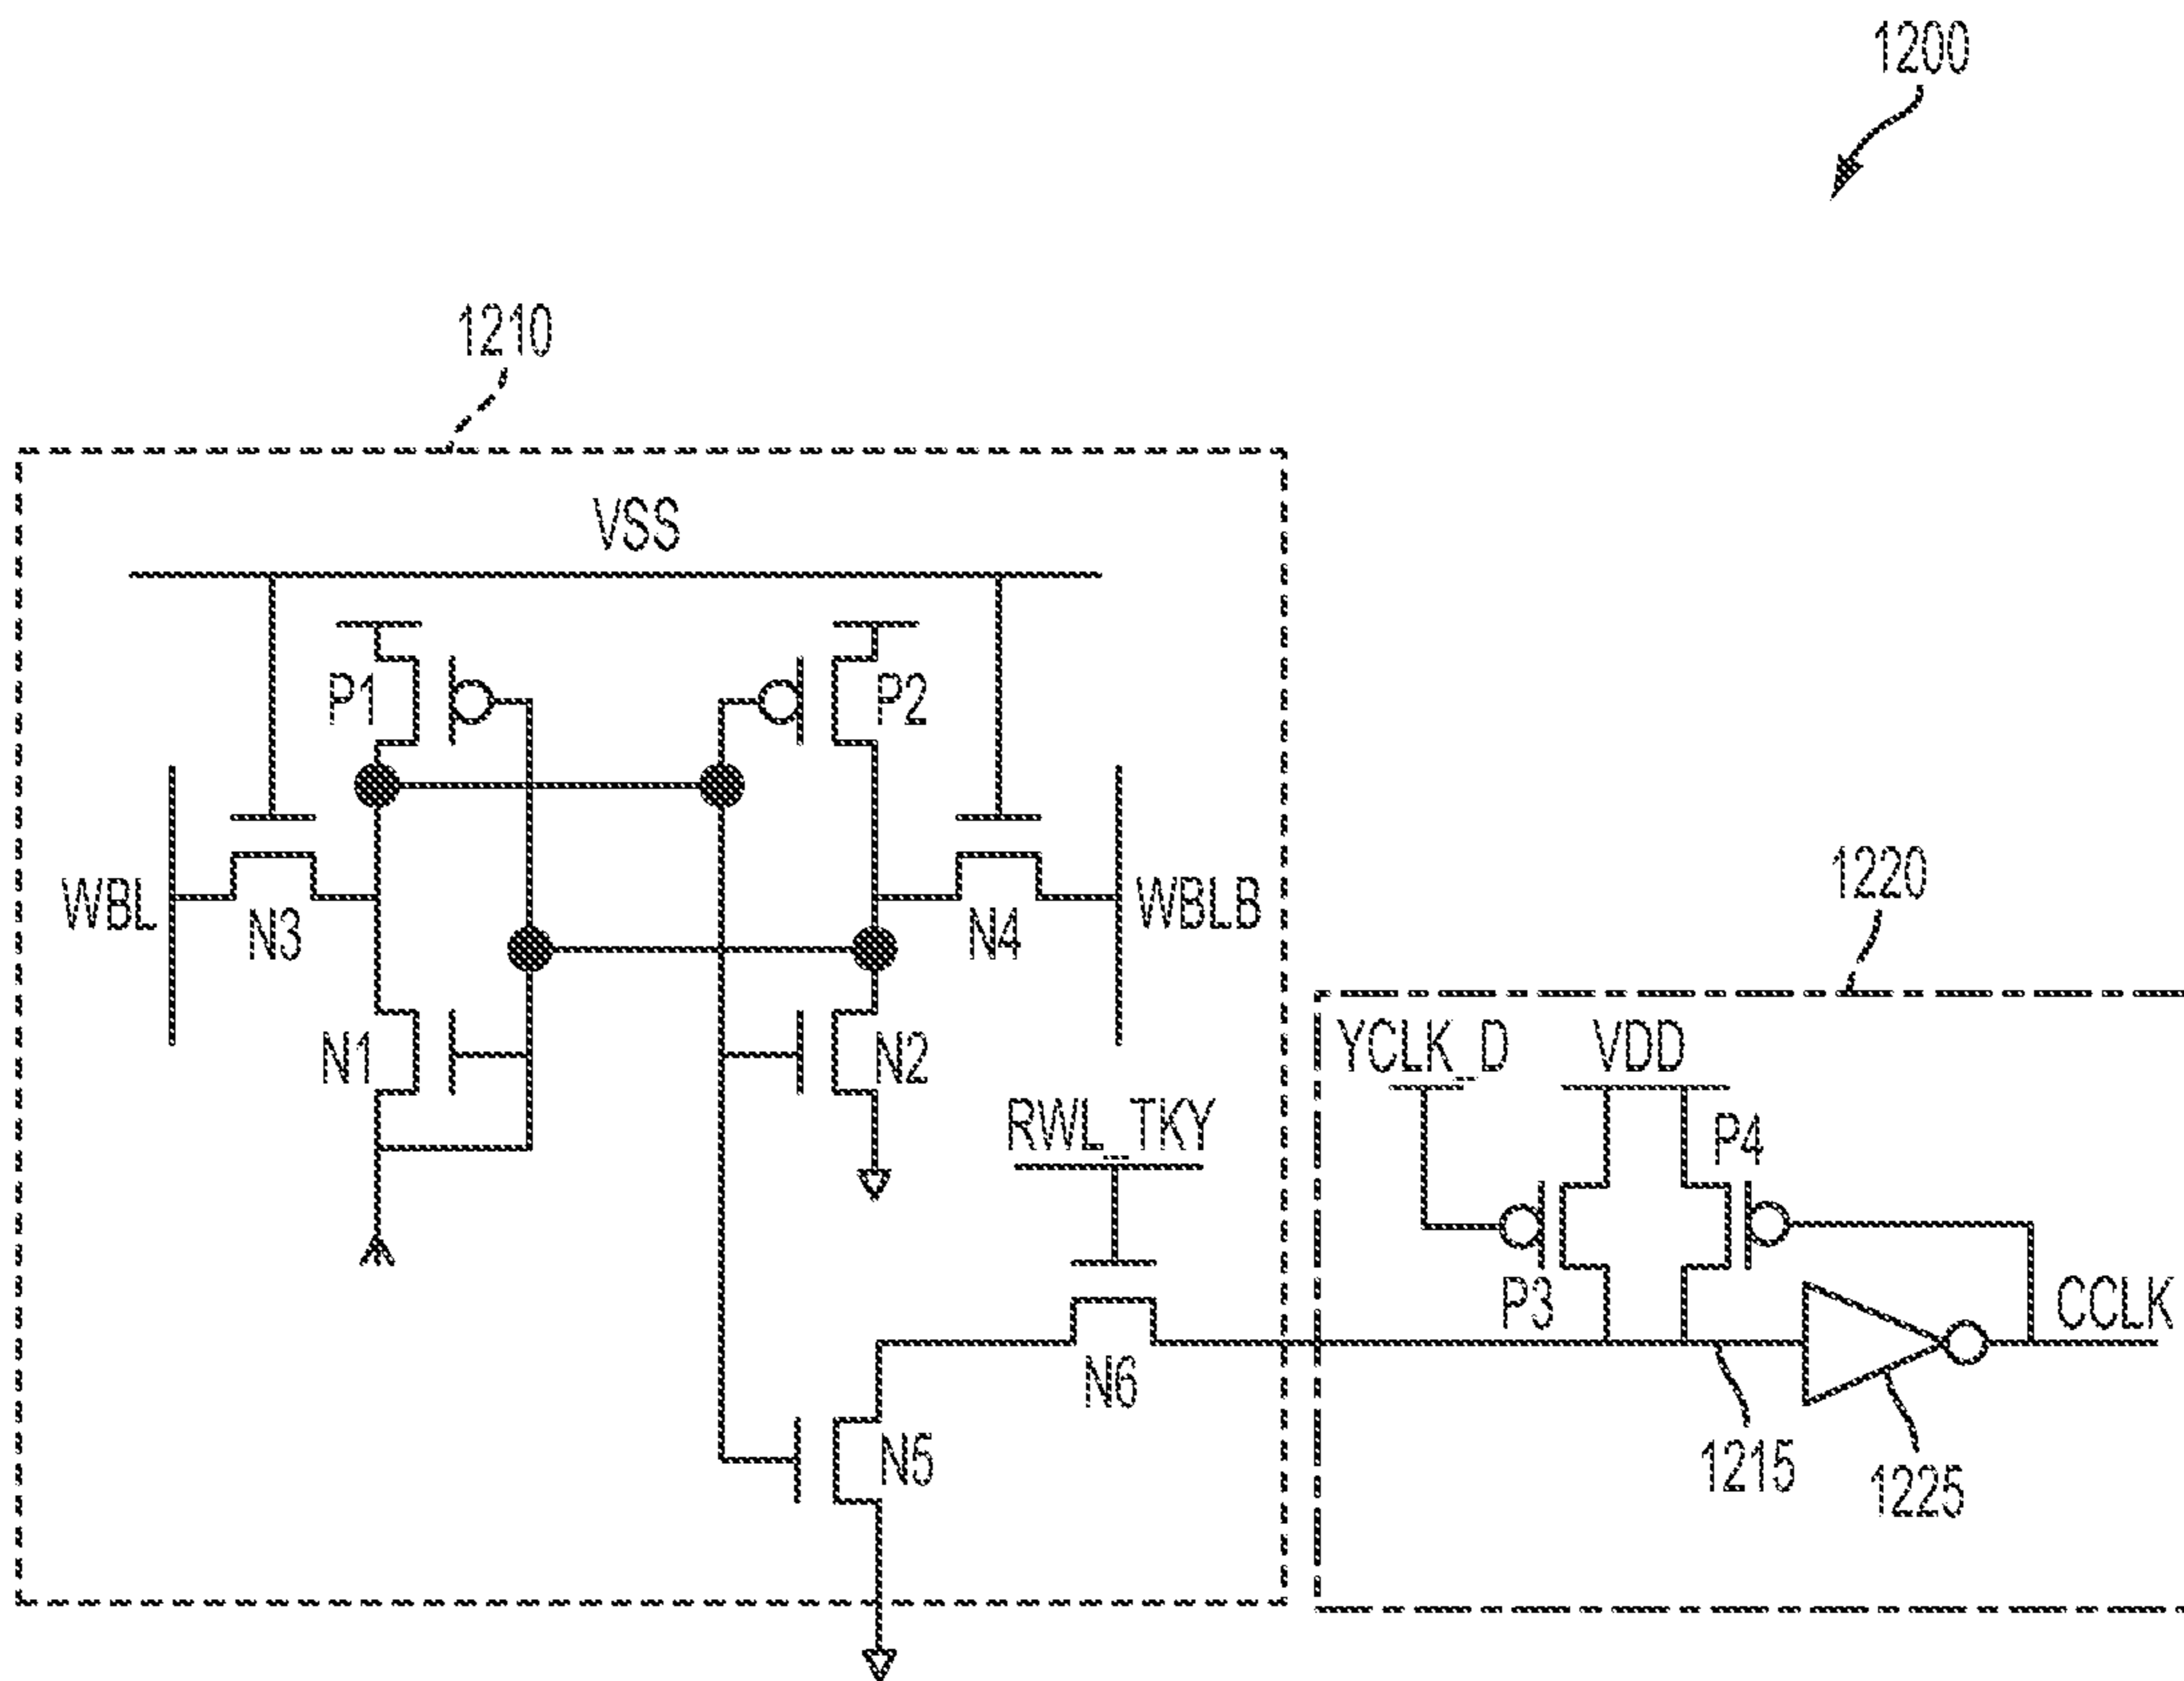 1200
1210
VSS
P1
P2
WBL
N3
N4
WBLB
1220
N1
N2
YCLK_D
VDD
RWL_TKY
P4
P3
CCLK
N6
N5
1215
1225